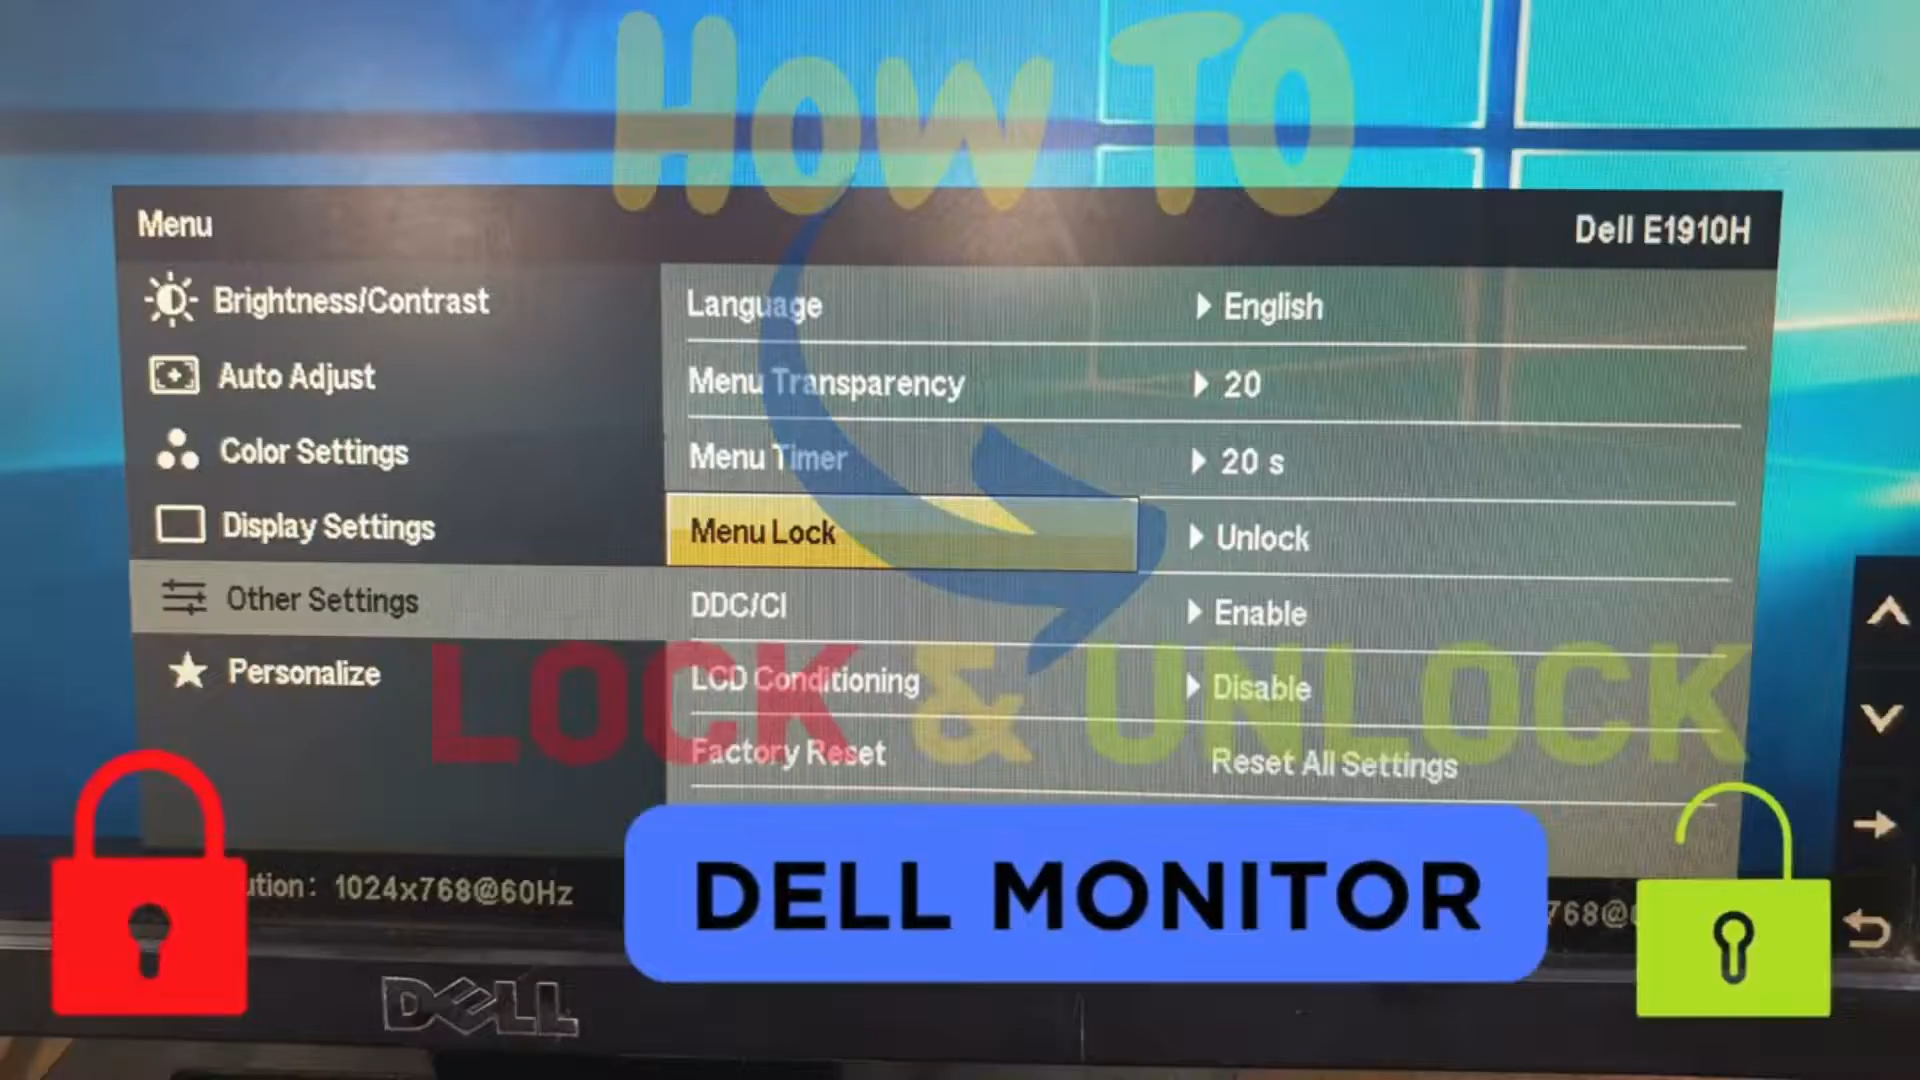 HOW TO
Menu
Dell E1910H
Brightness/Contrast
Auto Adjust
Color Settings
Display Settings
Other Settings
Personalize
Language
English
Menu Transparency
20
Menu Timer
20 s
Menu Lock
Unlock
DDC/CI
Enable
LCD Conditioning
Disable
Factory Reset
Reset All Settings
LOCK & UNLOCK
ution: 1024x768@60Hz
768@
DELL MONITOR
DELL